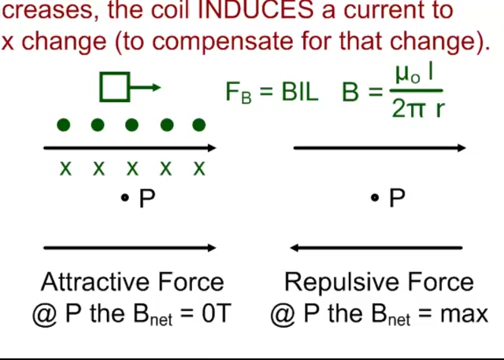 creases, the coil INDUCES a current to
x change (to compensate for that change).
F_B = BIL B = μ₀ I / 2π r
x x x x x
P P
Attractive Force Repulsive Force
@ P the B_net = 0T @ P the B_net = max